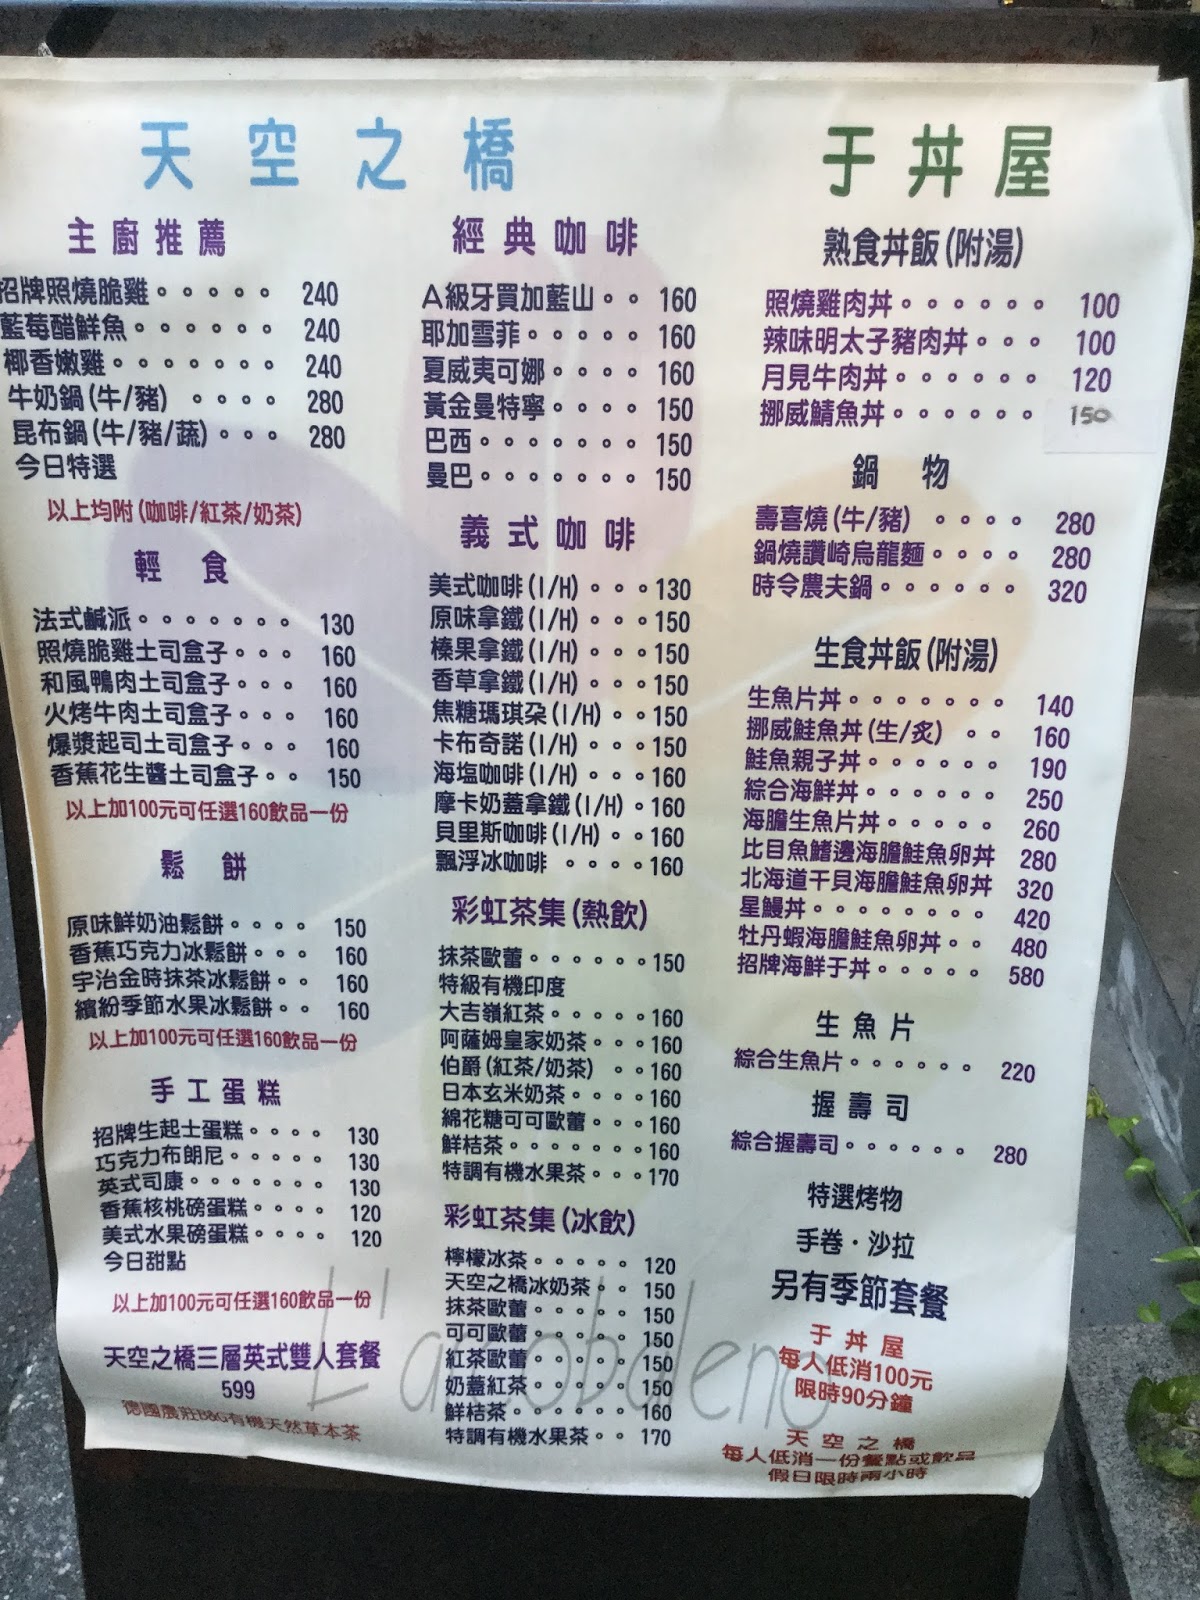 天空之橋
主廚推薦
招牌照燒脆雞。。。。。 240
藍莓醋鮮魚。。。。。。 240
椰香嫩雞。。。。。。。 240
牛奶鍋(牛/豬) 。。。。 280
昆布鍋(牛/豬/蔬)。。。 280
今日特選
以上均附(咖啡/紅茶/奶茶)
輕食
法式鹹派。。。。。。。 130
照燒脆雞土司盒子。。。 160
和風鴨肉土司盒子。。。 160
火烤牛肉土司盒子。。。 160
爆漿起司土司盒子。。。 160
香蕉花生醬土司盒子。。 150
以上加100元可任選160飲品一份
鬆餅
原味鮮奶油鬆餅。。。。 150
香蕉巧克力冰鬆餅。。。 160
宇治金時抹茶冰鬆餅。。 160
繽紛季節水果冰鬆餅。。 160
以上加100元可任選160飲品一份
手工蛋糕
招牌生起士蛋糕。。。。 130
巧克力布朗尼。。。。。 130
英式司康。。。。。。。 130
香蕉核桃磅蛋糕。。。。 120
美式水果磅蛋糕。。。。 120
今日甜點
以上加100元可任選160飲品一份
天空之橋三層英式雙人套餐
599
德國農莊B&G有機天然草本茶
經典咖啡
A級牙買加藍山。。 160
耶加雪菲。。。。。 160
夏威夷可娜。。。。 160
黃金曼特寧。。。。 150
巴西。。。。。。。 150
曼巴。。。。。。。 150
義式咖啡
美式咖啡(I/H)。。。130
原味拿鐵(I/H)。。。150
榛果拿鐵(I/H)。。。150
香草拿鐵(I/H)。。。150
焦糖瑪琪朶(I/H)。。150
卡布奇諾(I/H)。。。150
海塩咖啡(I/H)。。。160
摩卡奶蓋拿鐵(I/H)。160
貝里斯咖啡(I/H)。。160
飄浮冰咖啡 。。。。160
彩虹茶集(熱飲)
抹茶歐蕾。。。。。。150
特級有機印度
大吉嶺紅茶。。。。。160
阿薩姆皇家奶茶。。。160
伯爵(紅茶/奶茶) 。。160
日本玄米奶茶。。。。160
綿花糖可可歐蕾。。。160
鮮桔茶。。。。。。。160
特調有機水果茶。。。170
彩虹茶集(冰飲)
檸檬冰茶。。。。。 120
天空之橋冰奶茶。。 150
抹茶歐蕾。。。。。 150
可可歐蕾。。。。。 150
紅茶歐蕾。。。。。 150
奶蓋紅茶。。。。。 150
鮮桔茶。。。。。。 160
特調有機水果茶。。 170
L'arcobaleno
于丼屋
熟食丼飯(附湯)
照燒雞肉丼。。。。。。 100
辣味明太子豬肉丼。。。 100
月見牛肉丼。。。。。。 120
挪威鯖魚丼。。。。。。 150
鍋物
壽喜燒(牛/豬) 。。。。 280
鍋燒讚崎烏龍麵。。。。 280
時令農夫鍋。。。。。。 320
生食丼飯(附湯)
生魚片丼。。。。。。。 140
挪威鮭魚丼(生/炙) 。。 160
鮭魚親子丼。。。。。。 190
綜合海鮮丼。。。。。。 250
海膽生魚片丼。。。。。 260
比目魚鰭邊海膽鮭魚卵丼 280
北海道干貝海膽鮭魚卵丼 320
星鰻丼。。。。。。。。 420
牡丹蝦海膽鮭魚卵丼。。 480
招牌海鮮于丼。。。。。 580
生魚片
綜合生魚片。。。。。。 220
握壽司
綜合握壽司。。。。。。 280
特選烤物
手卷·沙拉
另有季節套餐
于丼屋
每人低消100元
限時90分鐘
天空之橋
每人低消一份餐點或飲品
假日限時兩小時